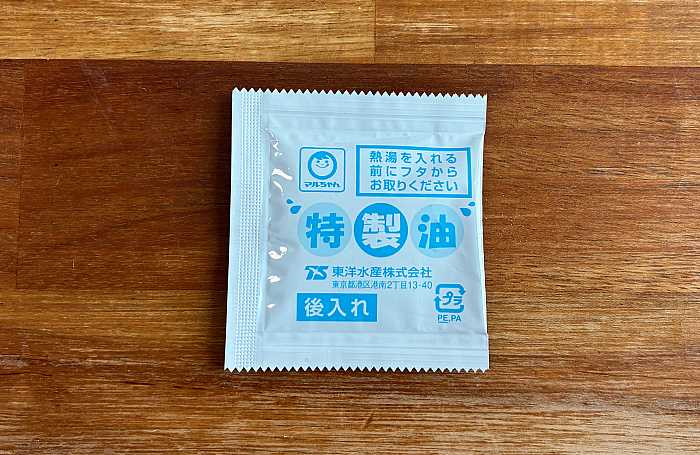 マルちゃん
熱湯を入れる
前にフタから
お取りください
特製油
TS 東洋水産株式会社
東京都港区港南2丁目13-40
後入れ
プラ
PE,PA